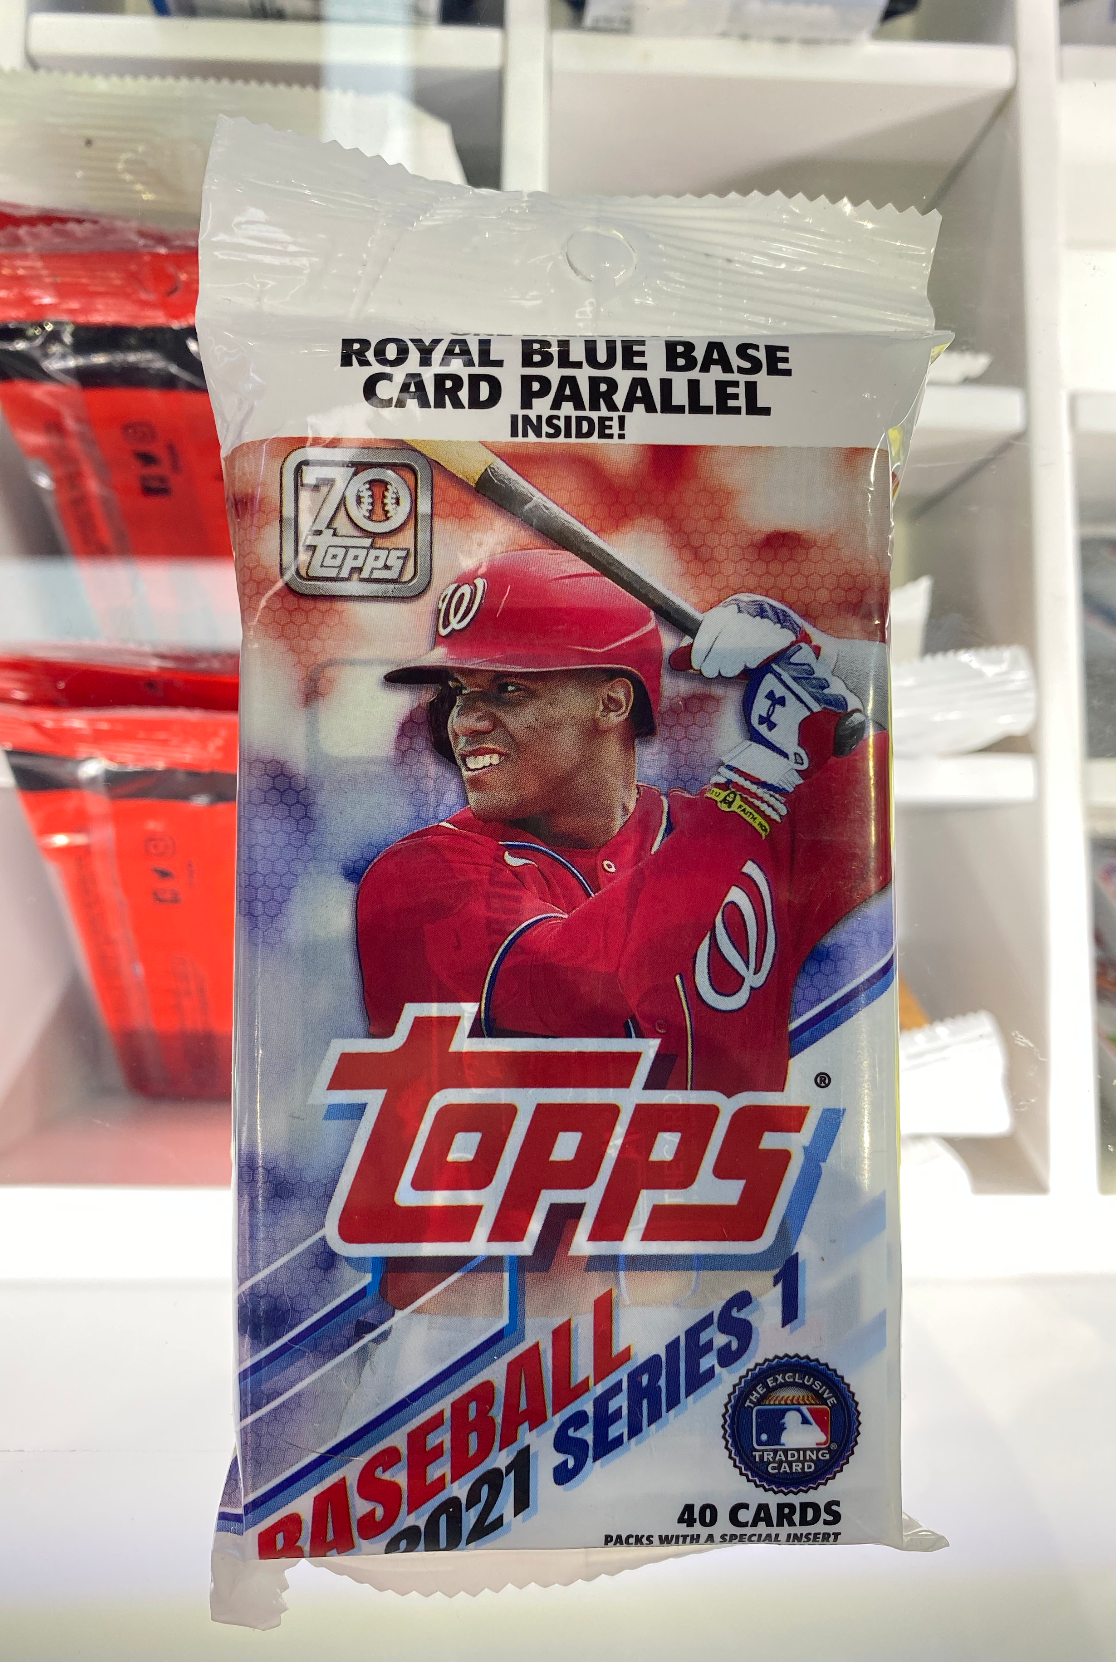 ROYAL BLUE BASE
CARD PARALLEL
INSIDE!
70
topps
W
FAITH
W
topps®
BASEBALL
2021 SERIES 1
THE EXCLUSIVE
TRADING
CARD
®
40 CARDS
PACKS WITH A SPECIAL INSERT